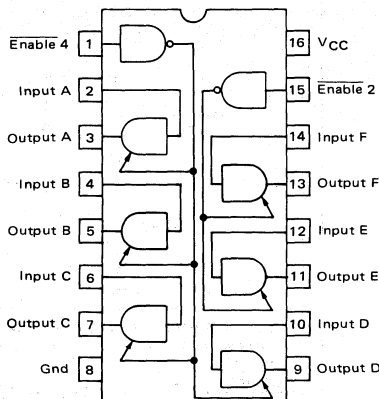 Enable 4 1
16 VCC
Input A 2
15 Enable 2
Output A 3
14 Input F
Input B 4
13 Output F
Output B 5
12 Input E
Input C 6
11 Output E
Output C 7
10 Input D
Gnd 8
9 Output D